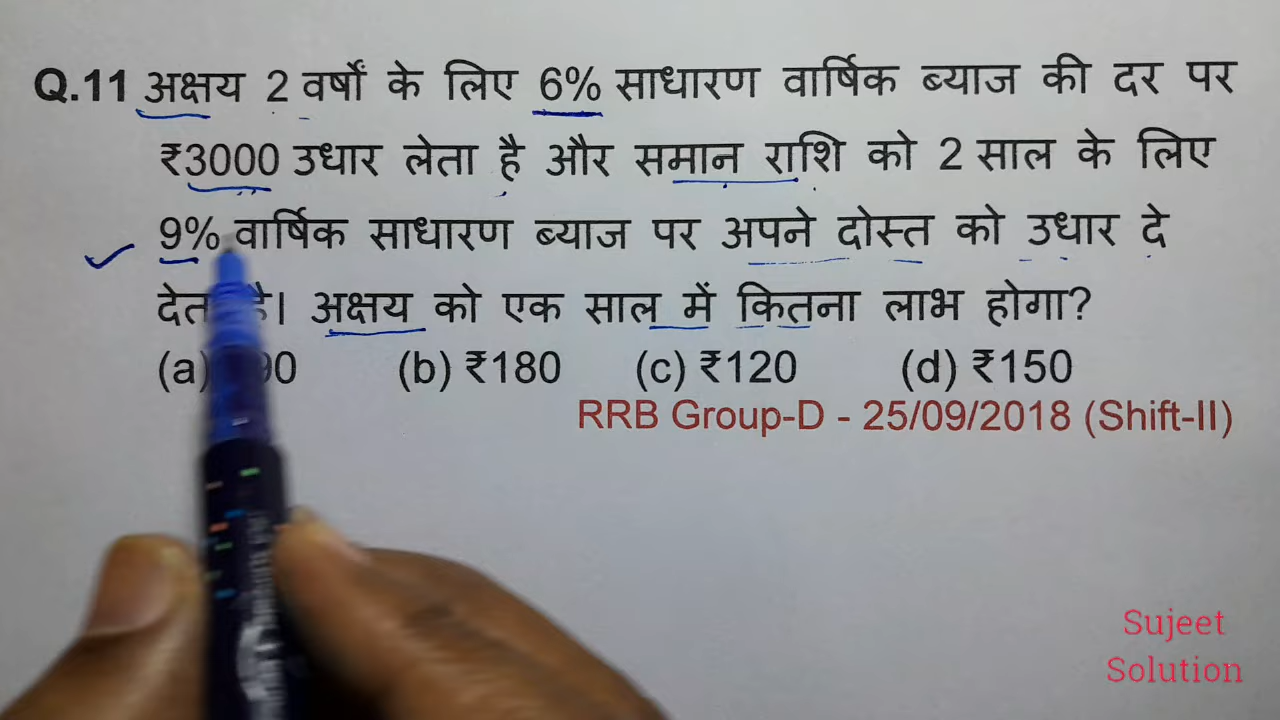 Q.11 अक्षय 2 वर्षों के लिए 6% साधारण वार्षिक ब्याज की दर पर
₹3000 उधार लेता है और समान राशि को 2 साल के लिए
9% वार्षिक साधारण ब्याज पर अपने दोस्त को उधार दे
है। अक्षय को एक साल में कितना लाभ होगा?
(a) (b) ₹180 (c) ₹120 (d) ₹150
RRB Group-D - 25/09/2018 (Shift-II)
Sujeet
Solution